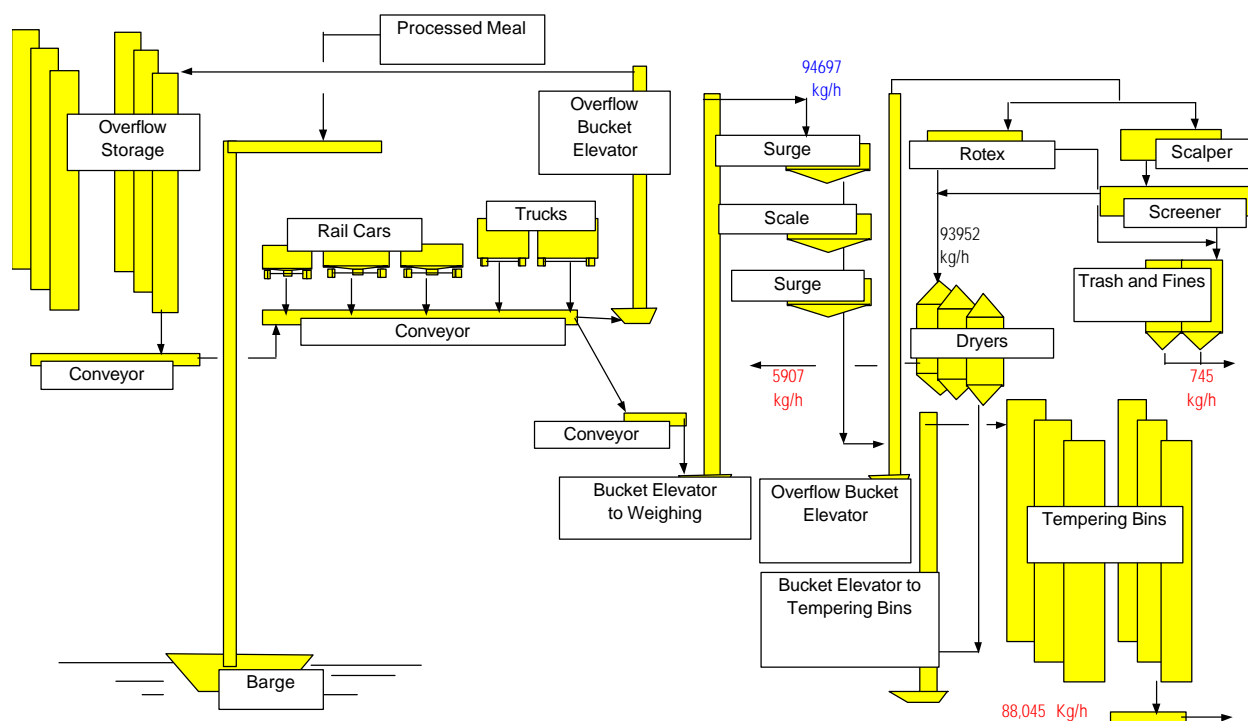 Processed Meal
94697
kg/h
Overflow
Storage
Overflow
Bucket
Elevator
Surge
Rotex
Scalper
Trucks
Rail Cars
Scale
Screener
93952
kg/h
Surge
Trash and Fines
Conveyor
Dryers
Conveyor
5907
kg/h
745
kg/h
Conveyor
Bucket Elevator
to Weighing
Overflow Bucket
Elevator
Tempering Bins
Bucket Elevator to
Tempering Bins
Barge
88,045 Kg/h